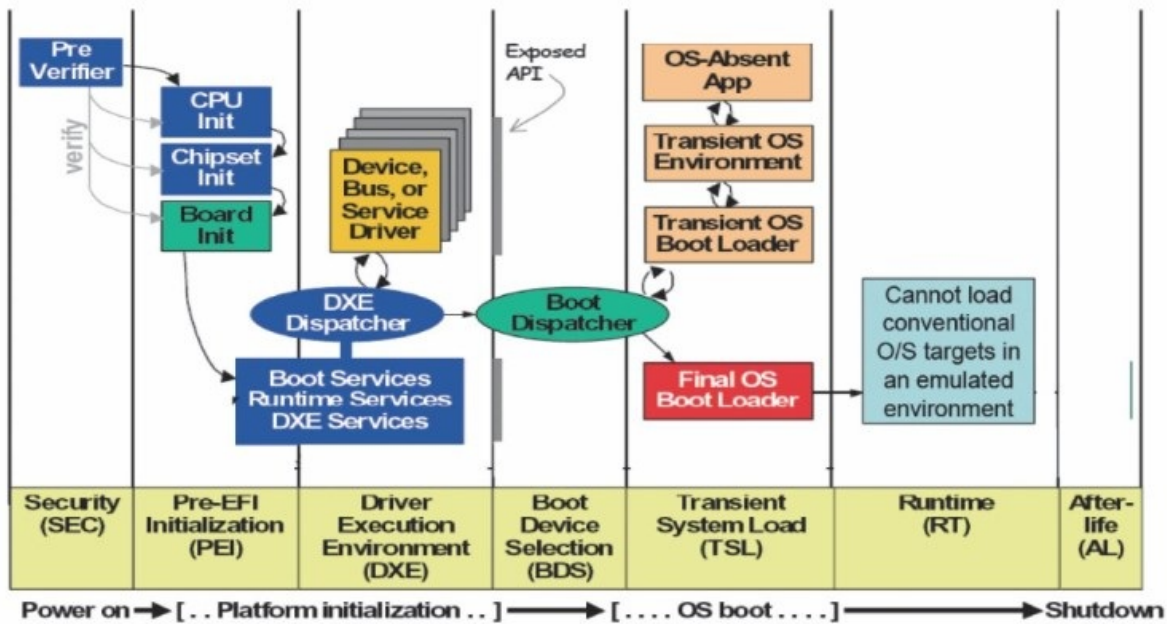 Pre
Verifier
verify
CPU
Init
Chipset
Init
Board
Init
Device,
Bus, or
Service
Driver
DXE
Dispatcher
Boot Services
Runtime Services
DXE Services
Exposed
API
Boot
Dispatcher
OS-Absent
App
Transient OS
Environment
Transient OS
Boot Loader
Final OS
Boot Loader
Cannot load
conventional
O/S targets in
an emulated
environment
Security
(SEC)
Pre-EFI
Initialization
(PEI)
Driver
Execution
Environment
(DXE)
Boot
Device
Selection
(BDS)
Transient
System Load
(TSL)
Runtime
(RT)
After-
life
(AL)
Power on [ . . Platform initialization . . ] [ . . . . OS boot . . . . ] Shutdown